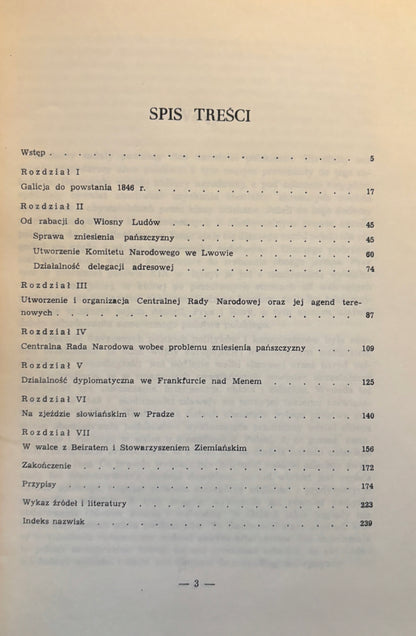 SPIS TREŚCI
Wstęp . . . . . . . . . . . . . . . . 5
Rozdział I
Galicja do powstania 1846 r. . . . . . . . . . . 17
Rozdział II
Od rabacji do Wiosny Ludów . . . . . . . . . . 45
Sprawa zniesienia pańszczyzny . . . . . . . . . 45
Utworzenie Komitetu Narodowego we Lwowie . . . . . . 60
Działalność delegacji adresowej . . . . . . . . . 74
Rozdział III
Utworzenie i organizacja Centralnej Rady Narodowej oraz jej agend tere-
nowych . . . . . . . . . . . . . . . . 87
Rozdział IV
Centralna Rada Narodowa wobec problemu zniesienia pańszczyzny . . . 109
Rozdział V
Działalność dyplomatyczna we Frankfurcie nad Menem . . . . . 125
Rozdział VI
Na zjeździe słowiańskim w Pradze . . . . . . . . . 140
Rozdział VII
W walce z Beiratem i Stowarzyszeniem Ziemiańskim . . . . . . 156
Zakończenie . . . . . . . . . . . . . . 172
Przypisy . . . . . . . . . . . . . . . 174
Wykaz źródeł i literatury . . . . . . . . . . . . 223
Indeks nazwisk . . . . . . . . . . . . . . 239
— 3 —